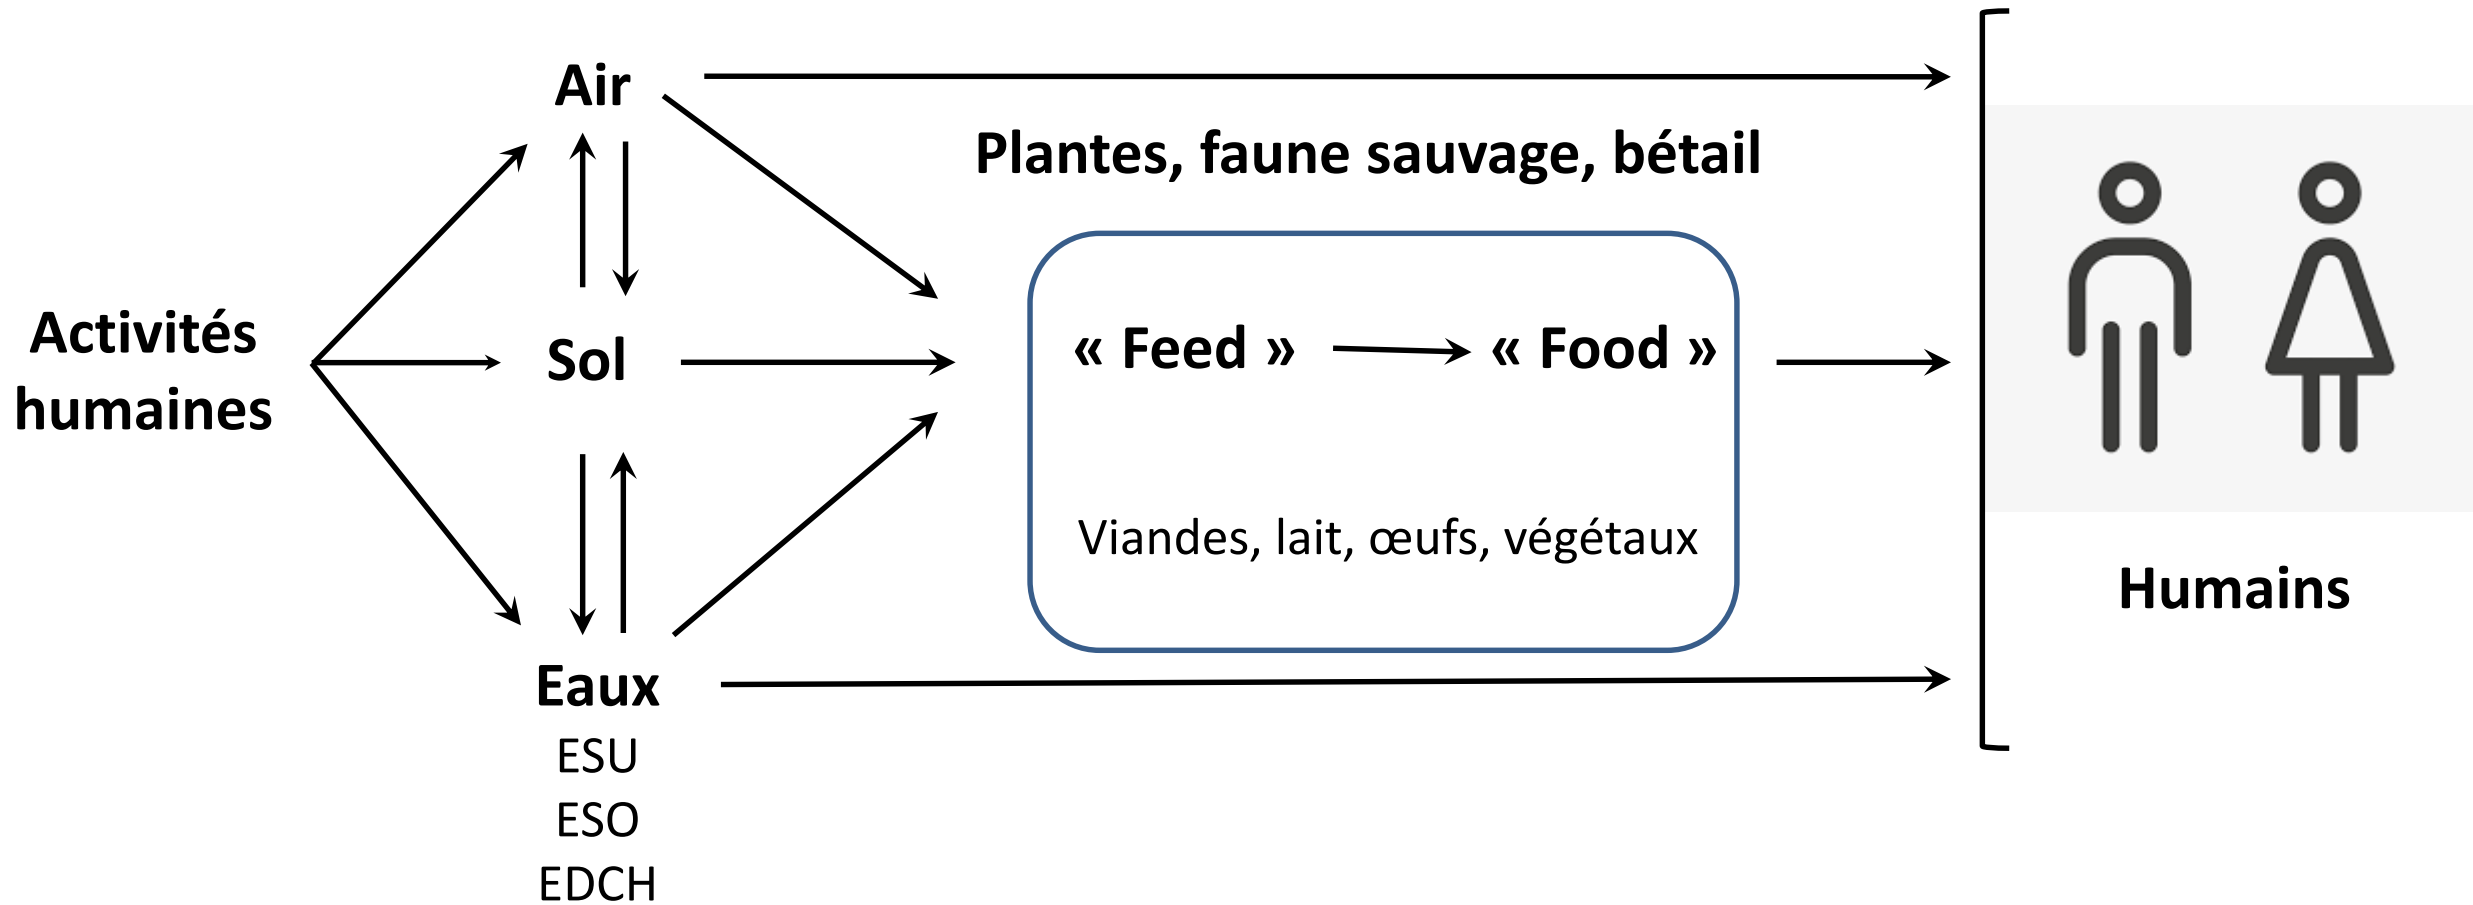 Air
Plantes, faune sauvage, bétail
Activités
humaines
Sol
« Feed »
« Food »
Viandes, lait, œufs, végétaux
Humains
Eaux
ESU
ESO
EDCH